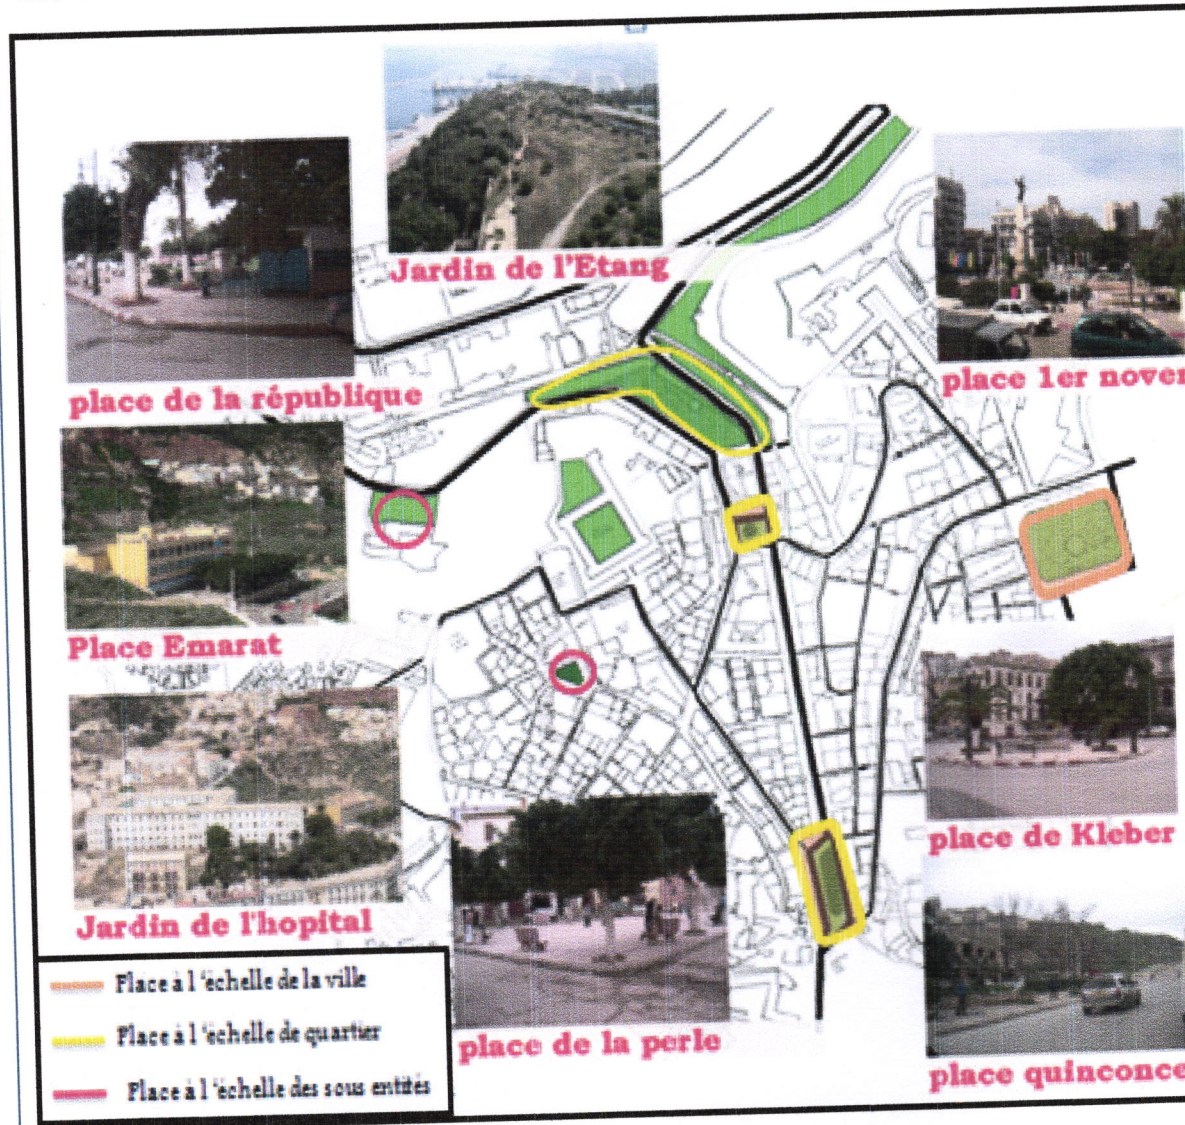 Jardin de l'Etang
place de la république
place 1er nover
Place Emarat
place de Kleber
Jardin de l'hopital
place de la perle
place quinconce
Place à l 'échelle de la ville
Place à l 'échelle de quartier
Place à l 'échelle des sous entités